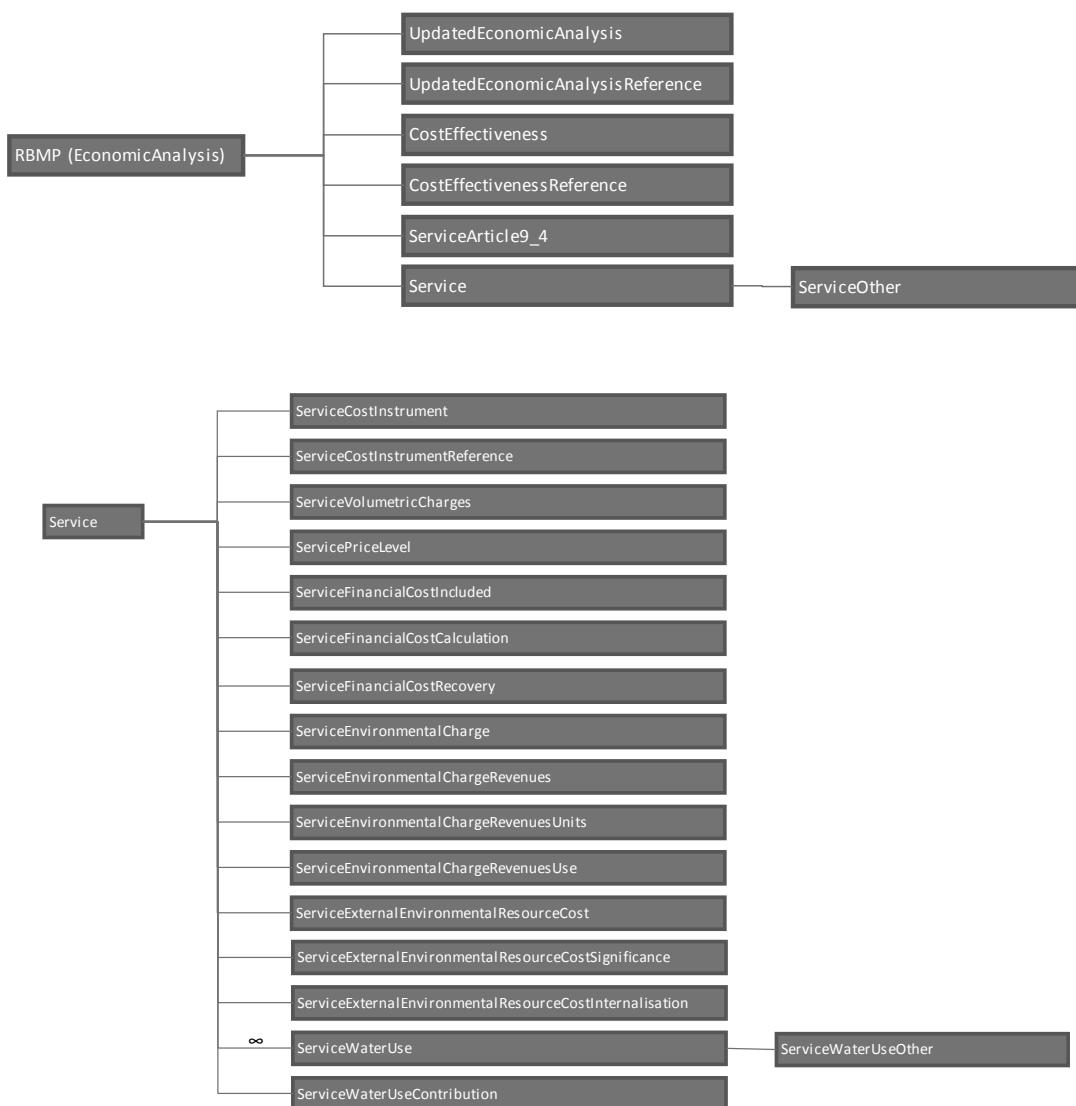 UpdatedEconomicAnalysis
UpdatedEconomicAnalysisReference
RBMP (EconomicAnalysis)
CostEffectiveness
CostEffectivenessReference
ServiceArticle9_4
Service
ServiceOther
ServiceCostInstrument
ServiceCostInstrumentReference
ServiceVolumetricCharges
Service
ServicePriceLevel
ServiceFinancialCostIncluded
ServiceFinancialCostCalculation
ServiceFinancialCostRecovery
ServiceEnvironmentalCharge
ServiceEnvironmentalChargeRevenues
ServiceEnvironmentalChargeRevenuesUnits
ServiceEnvironmentalChargeRevenuesUse
ServiceExternalEnvironmentalResourceCost
ServiceExternalEnvironmentalResourceCostSignificance
ServiceExternalEnvironmentalResourceCostInternalisation
∞
ServiceWaterUse
ServiceWaterUseOther
ServiceWaterUseContribution